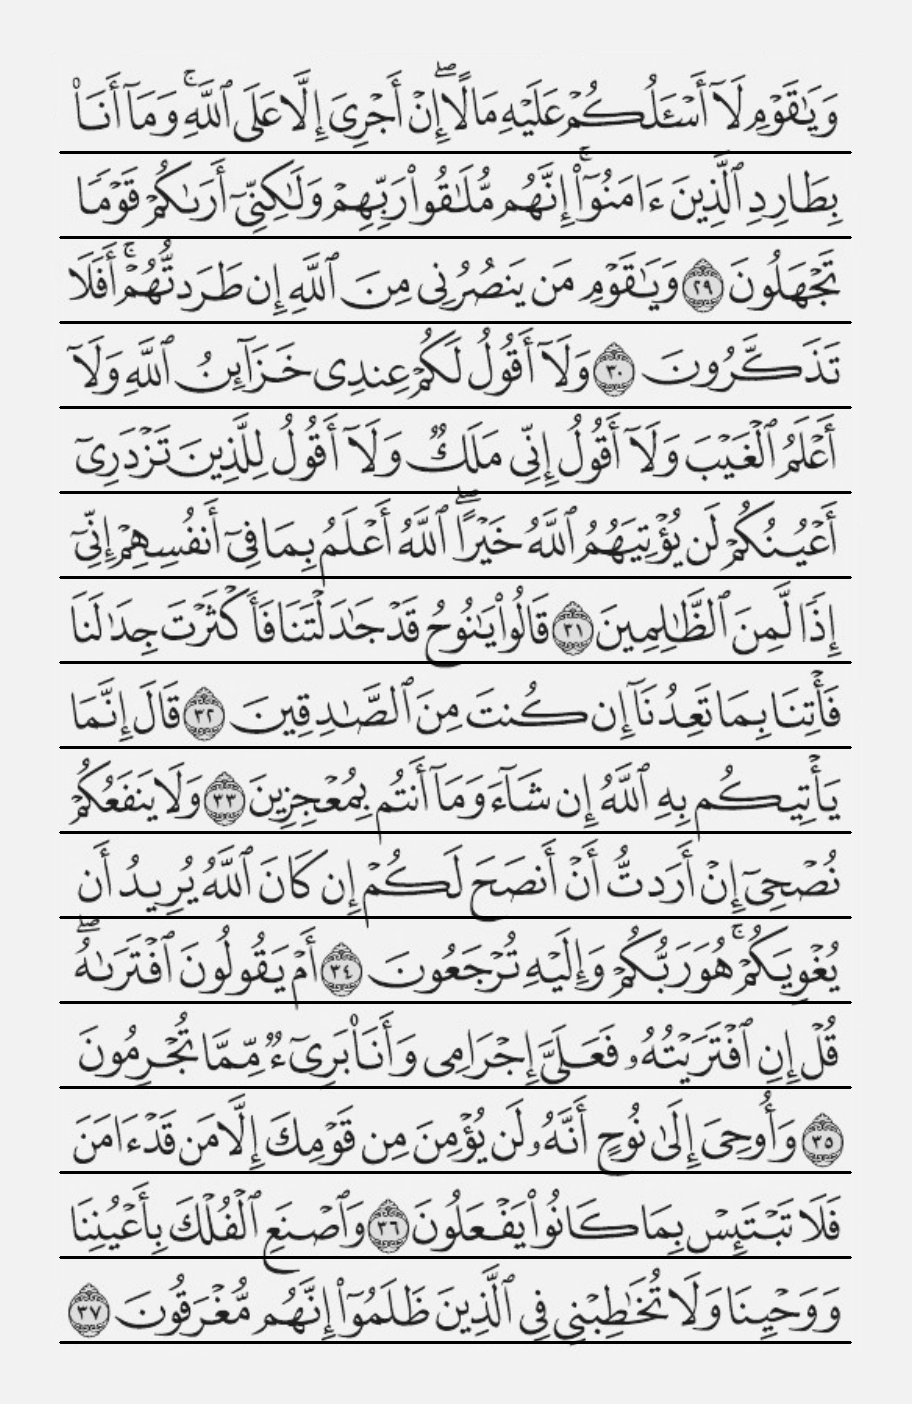 وَيَٰقَوْمِ لَآ أَسْـَٔلُكُمْ عَلَيْهِ مَالًا ۖ إِنْ أَجْرِىَ إِلَّا عَلَى ٱللَّهِ ۚ وَمَآ أَنَا۠
بِطَارِدِ ٱلَّذِينَ ءَامَنُوٓا۟ ۚ إِنَّهُم مُّلَٰقُوا۟ رَبِّهِمْ وَلَٰكِنِّىٓ أَرَىٰكُمْ قَوْمًا
تَجْهَلُونَ ٢٩ وَيَٰقَوْمِ مَن يَنصُرُنِى مِنَ ٱللَّهِ إِن طَرَدتُّهُمْ ۚ أَفَلَا
تَذَكَّرُونَ ٣٠ وَلَآ أَقُولُ لَكُمْ عِندِى خَزَآئِنُ ٱللَّهِ وَلَآ
أَعْلَمُ ٱلْغَيْبَ وَلَآ أَقُولُ إِنِّى مَلَكٌ وَلَآ أَقُولُ لِلَّذِينَ تَزْدَرِىٓ
أَعْيُنُكُمْ لَن يُؤْتِيَهُمُ ٱللَّهُ خَيْرًا ۖ ٱللَّهُ أَعْلَمُ بِمَا فِىٓ أَنفُسِهِمْ إِنِّىٓ
إِذًا لَّمِنَ ٱلظَّٰلِمِينَ ٣١ قَالُوا۟ يَٰنُوحُ قَدْ جَٰدَلْتَنَا فَأَكْثَرْتَ جِدَٰلَنَا
فَأْتِنَا بِمَا تَعِدُنَآ إِن كُنتَ مِنَ ٱلصَّٰدِقِينَ ٣٢ قَالَ إِنَّمَا
يَأْتِيكُم بِهِ ٱللَّهُ إِن شَآءَ وَمَآ أَنتُم بِمُعْجِزِينَ ٣٣ وَلَا يَنفَعُكُمْ
نُصْحِىٓ إِنْ أَرَدتُّ أَنْ أَنصَحَ لَكُمْ إِن كَانَ ٱللَّهُ يُرِيدُ أَن
يُغْوِيَكُمْ ۚ هُوَ رَبُّكُمْ وَإِلَيْهِ تُرْجَعُونَ ٣٤ أَمْ يَقُولُونَ ٱفْتَرَىٰهُ ۖ
قُلْ إِنِ ٱفْتَرَيْتُهُۥ فَعَلَىَّ إِجْرَامِى وَأَنَا۠ بَرِىٓءٌ مِّمَّا تُجْرِمُونَ
٣٥ وَأُوحِىَ إِلَىٰ نُوحٍ أَنَّهُۥ لَن يُؤْمِنَ مِن قَوْمِكَ إِلَّا مَن قَدْ ءَامَنَ
فَلَا تَبْتَئِسْ بِمَا كَانُوا۟ يَفْعَلُونَ ٣٦ وَٱصْنَعِ ٱلْفُلْكَ بِأَعْيُنِنَا
وَوَحْيِنَا وَلَا تُخَٰطِبْنِى فِى ٱلَّذِينَ ظَلَمُوٓا۟ إِنَّهُم مُّغْرَقُونَ ٣٧